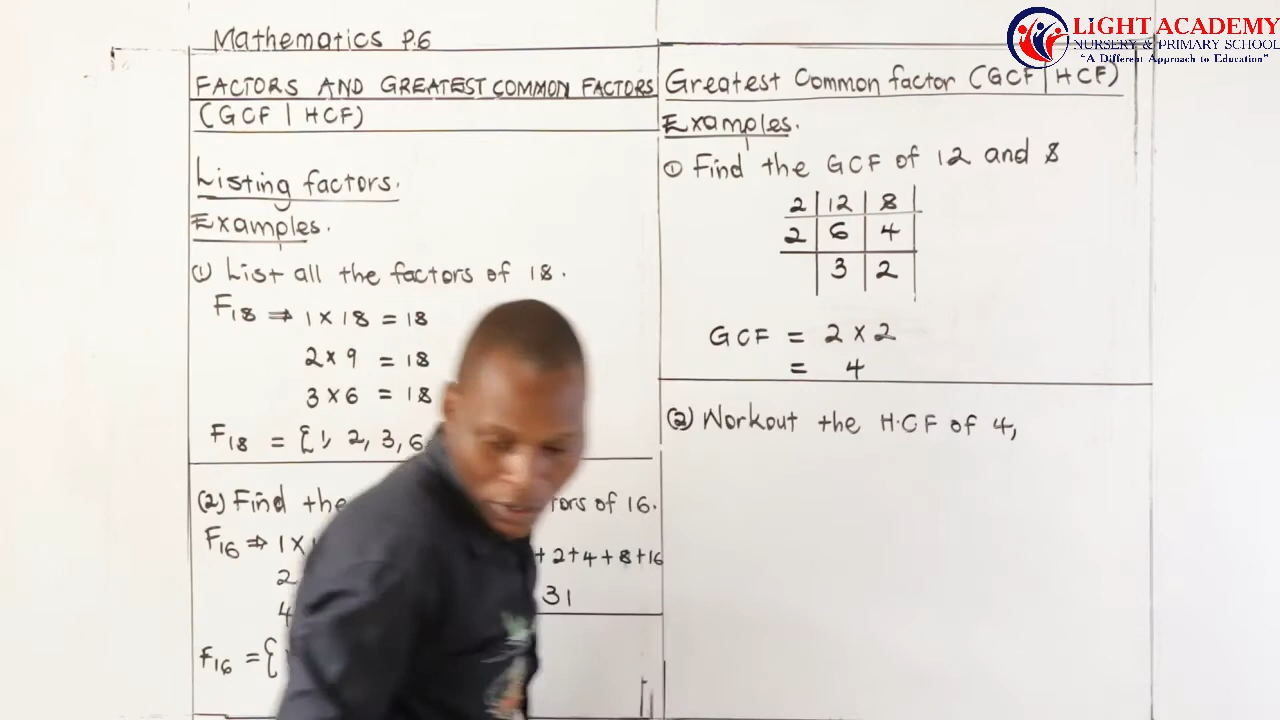 Mathematics P.6
FACTORS AND GREATEST COMMON FACTORS
(GCF | HCF)
Listing factors.
Examples.
(1) List all the factors of 18.
F18 ⇒ 1 × 18 = 18
2 × 9 = 18
3 × 6 = 18
F18 = {1, 2, 3, 6
(2) Find the
of 16.
F16 ⇒ 1 ×
+ 2 + 4 + 8 + 16
2
31
4
F16 = {
Greatest Common factor (GCF | HCF)
Examples.
① Find the GCF of 12 and 8
2 | 12 | 8
2 | 6 | 4
3 | 2
GCF = 2 × 2
= 4
(2) Workout the H.CF of 4,
LIGHT ACADEMY
NURSERY & PRIMARY SCHOOL
"A Different Approach to Education"